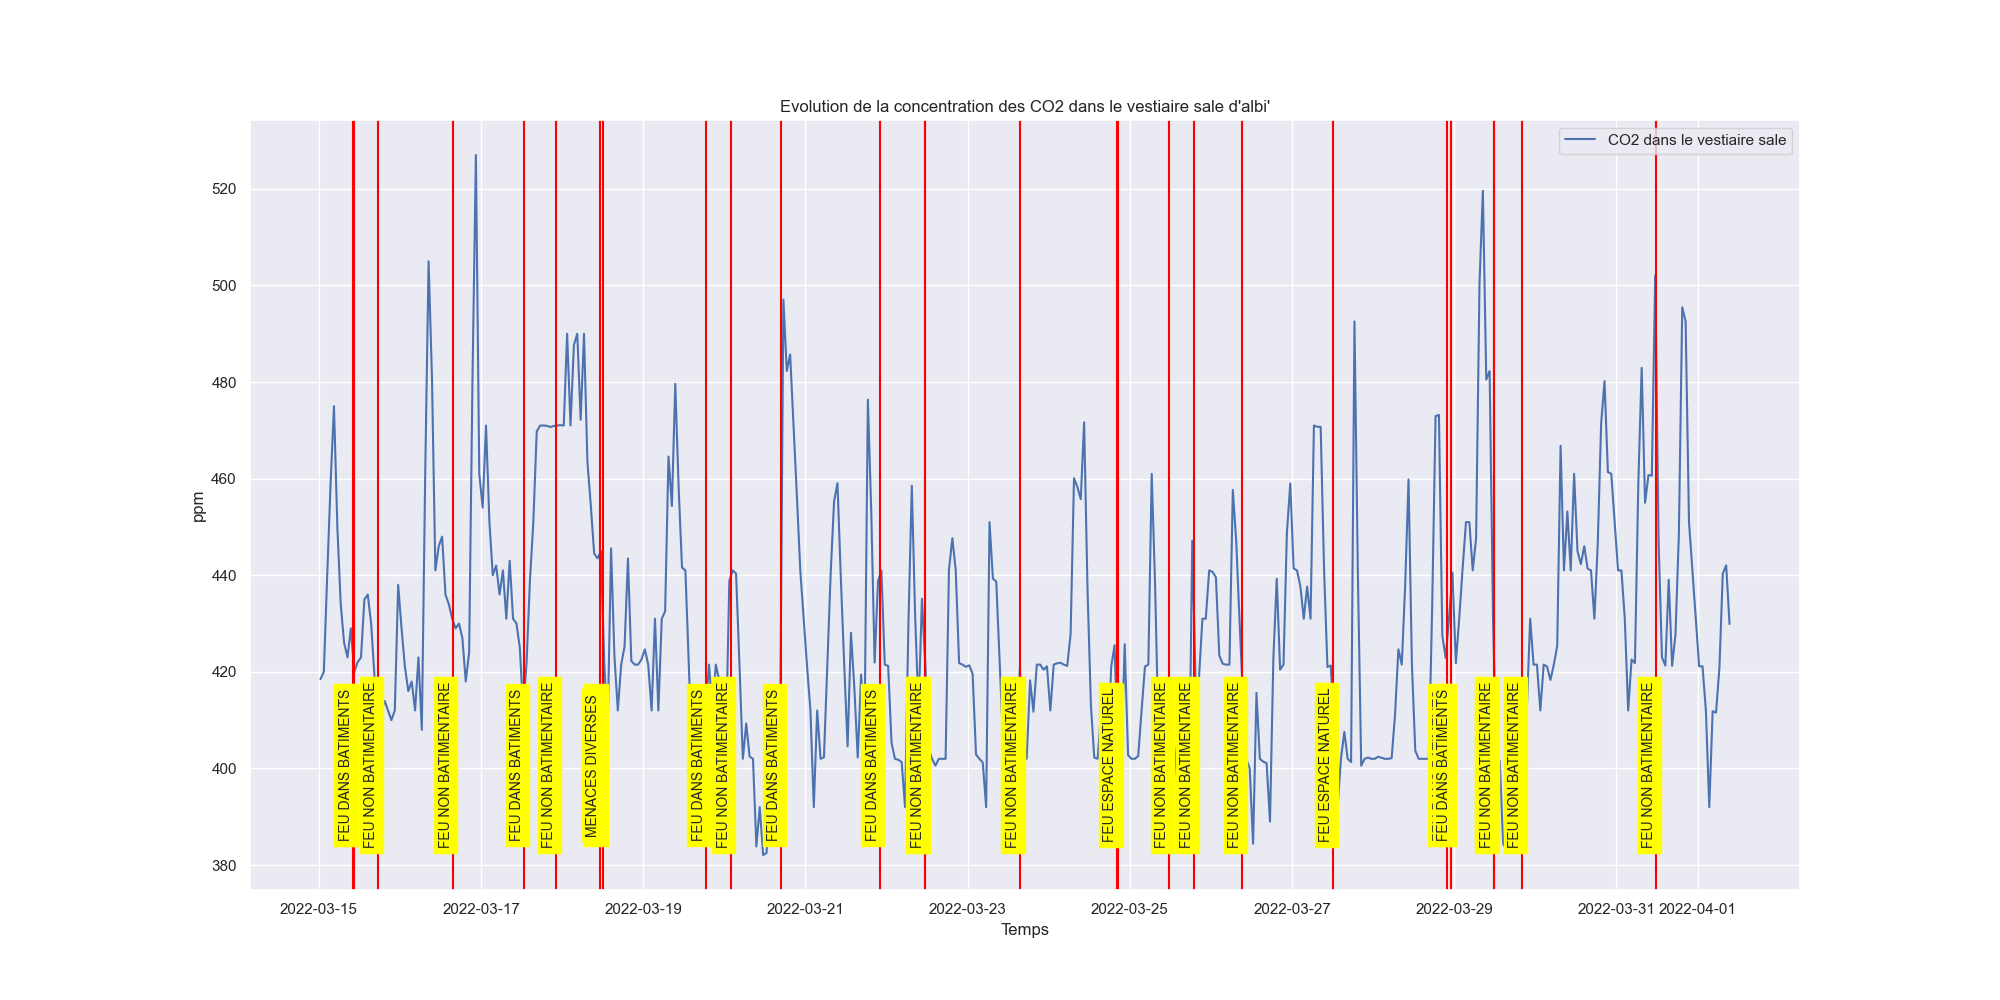 Evolution de la concentration des CO2 dans le vestiaire sale d'albi'
CO2 dans le vestiaire sale
ppm
520
500
480
460
440
420
400
380
FEU DANS BATIMENTS
FEU NON BATIMENTAIRE
FEU NON BATIMENTAIRE
FEU DANS BATIMENTS
FEU NON BATIMENTAIRE
MENACES DIVERSES
FEU DANS BATIMENTS
FEU NON BATIMENTAIRE
FEU DANS BATIMENTS
FEU DANS BATIMENTS
FEU NON BATIMENTAIRE
FEU NON BATIMENTAIRE
FEU ESPACE NATUREL
FEU NON BATIMENTAIRE
FEU NON BATIMENTAIRE
FEU NON BATIMENTAIRE
FEU ESPACE NATUREL
FEU DANS BATIMENTS
FEU NON BATIMENTAIRE
FEU NON BATIMENTAIRE
FEU NON BATIMENTAIRE
2022-03-15
2022-03-17
2022-03-19
2022-03-21
2022-03-23
2022-03-25
2022-03-27
2022-03-29
2022-03-31
2022-04-01
Temps